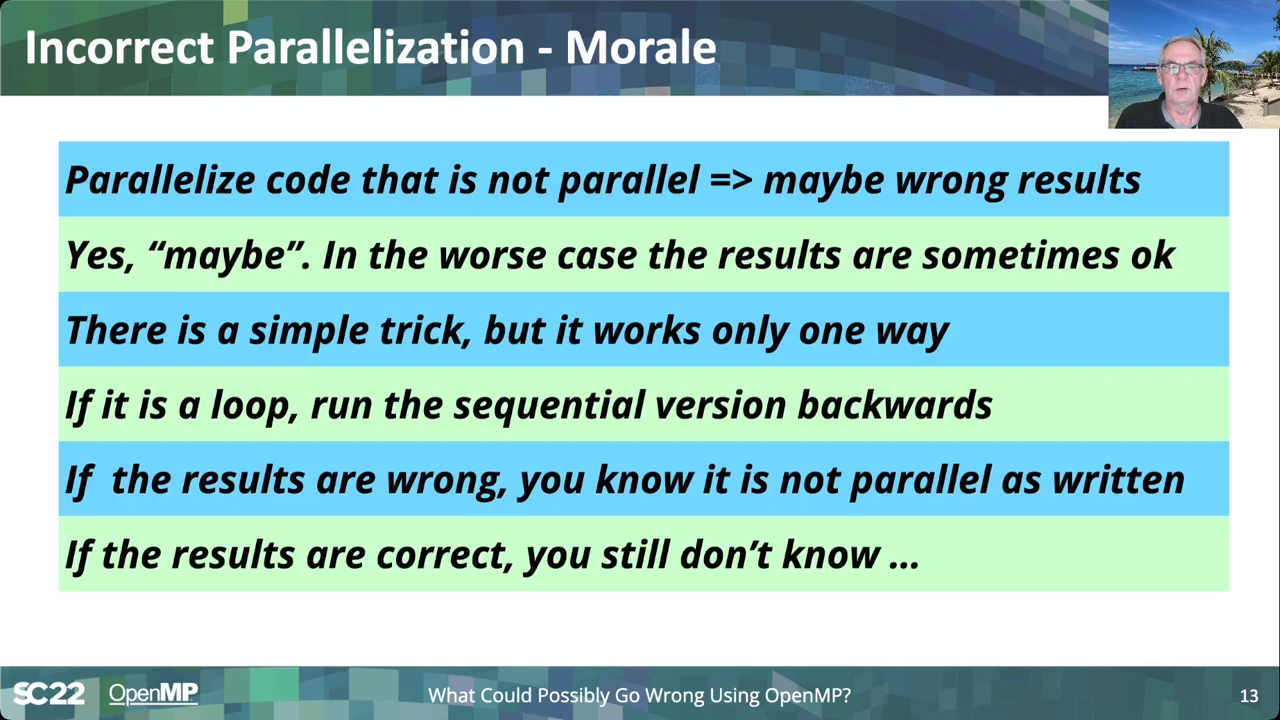 Incorrect Parallelization - Morale
Parallelize code that is not parallel => maybe wrong results
Yes, “maybe”. In the worse case the results are sometimes ok
There is a simple trick, but it works only one way
If it is a loop, run the sequential version backwards
If the results are wrong, you know it is not parallel as written
If the results are correct, you still don’t know ...
SC22 OpenMP What Could Possibly Go Wrong Using OpenMP? 13